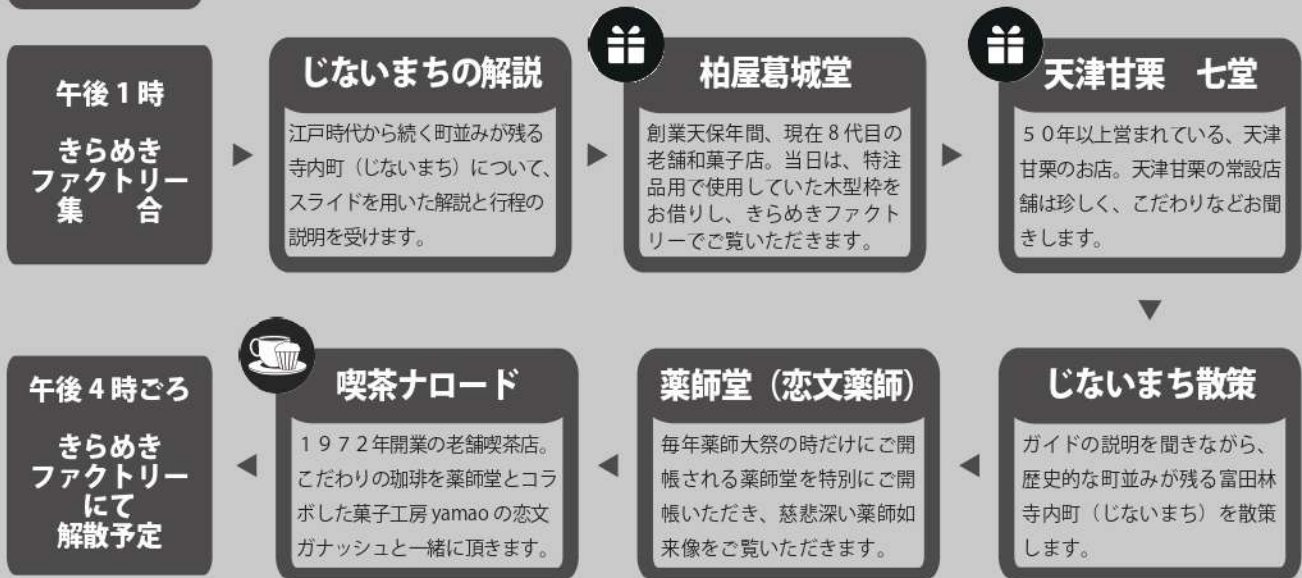 午後１時
きらめき
ファクトリー
集　　合
じないまちの解説
江戸時代から続く町並みが残る
寺内町（じないまち）について、
スライドを用いた解説と行程の
説明を受けます。
柏屋葛城堂
創業天保年間、現在８代目の
老舗和菓子店。当日は、特注
品用で使用していた木型枠を
お借りし、きらめきファクト
リーでご覧いただきます。
天津甘栗　七堂
５０年以上営まれている、天津
甘栗のお店。天津甘栗の常設店
舗は珍しく、こだわりなどお聞
きします。
じないまち散策
ガイドの説明を聞きながら、
歴史的な町並みが残る富田林
寺内町（じないまち）を散策
します。
薬師堂（恋文薬師）
毎年薬師大祭の時だけにご開
帳される薬師堂を特別にご開
帳いただき、慈悲深い薬師如
来像をご覧いただきます。
喫茶ナロード
１９７２年開業の老舗喫茶店。
こだわりの珈琲を薬師堂とコラ
ボした菓子工房 yamao の恋文
ガナッシュと一緒に頂きます。
午後４時ごろ
きらめき
ファクトリー
にて
解散予定